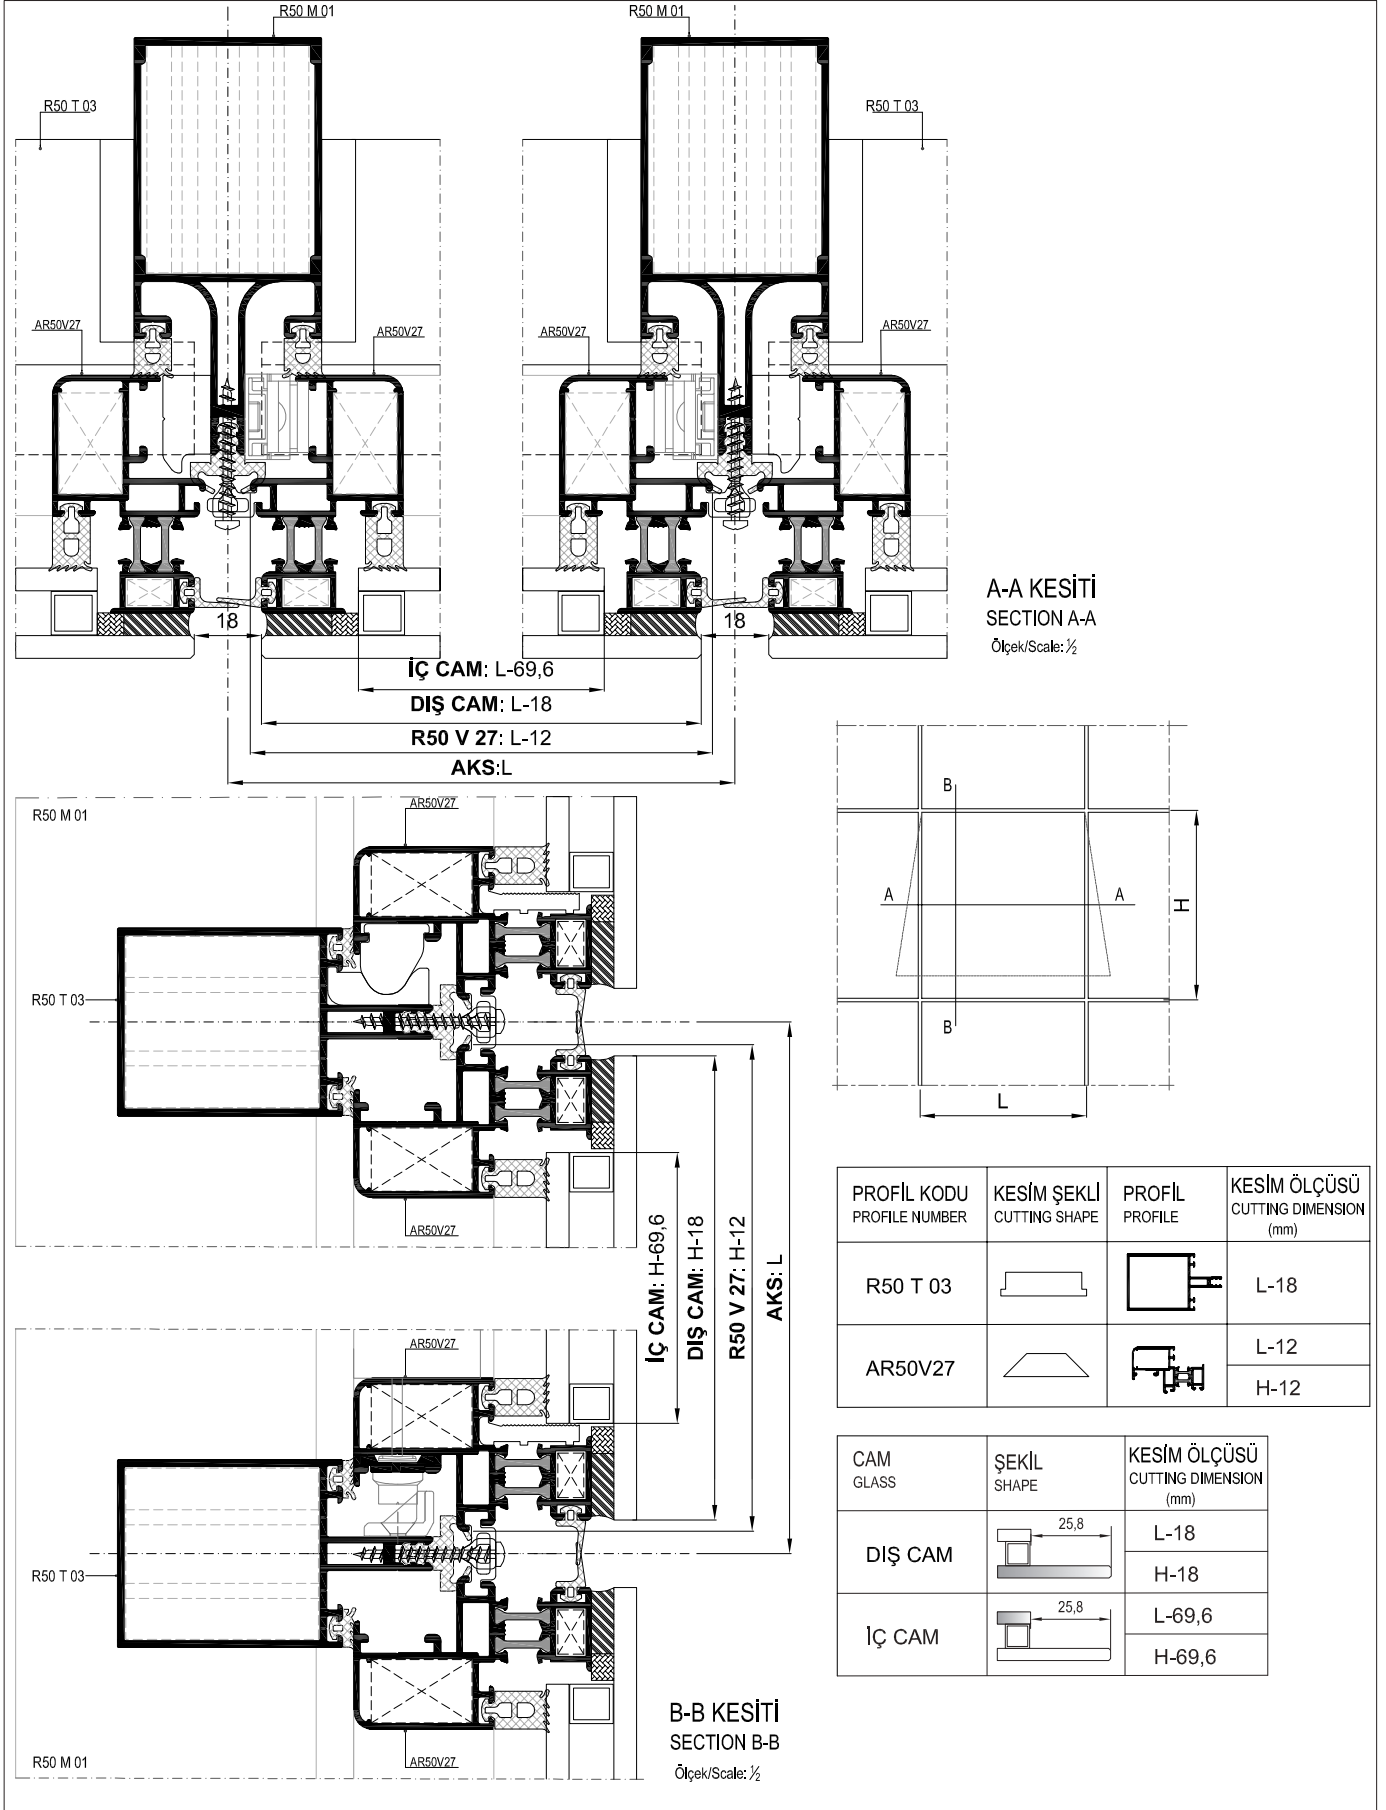 R50 M 01
R50 M 01
R50 T 03
R50 T 03
AR50V27
AR50V27
AR50V27
AR50V27
18
18
A-A KESİTİ
SECTION A-A
Ölçek/Scale: ½
İÇ CAM: L-69,6
DIŞ CAM: L-18
R50 V 27: L-12
AKS:L
R50 M 01
AR50V27
R50 T 03
AR50V27
B
A
A
H
B
L
İÇ CAM: H-69,6
DIŞ CAM: H-18
R50 V 27: H-12
AKS: L
AR50V27
R50 T 03
AR50V27
R50 M 01
B-B KESİTİ
SECTION B-B
Ölçek/Scale: ½
PROFİL KODU
PROFILE NUMBER
KESİM ŞEKLİ
CUTTING SHAPE
PROFİL
PROFILE
KESİM ÖLÇÜSÜ
CUTTING DIMENSION
(mm)
R50 T 03
L-18
AR50V27
L-12
H-12
CAM
GLASS
ŞEKİL
SHAPE
KESİM ÖLÇÜSÜ
CUTTING DIMENSION
(mm)
DIŞ CAM
25,8
L-18
H-18
İÇ CAM
25,8
L-69,6
H-69,6